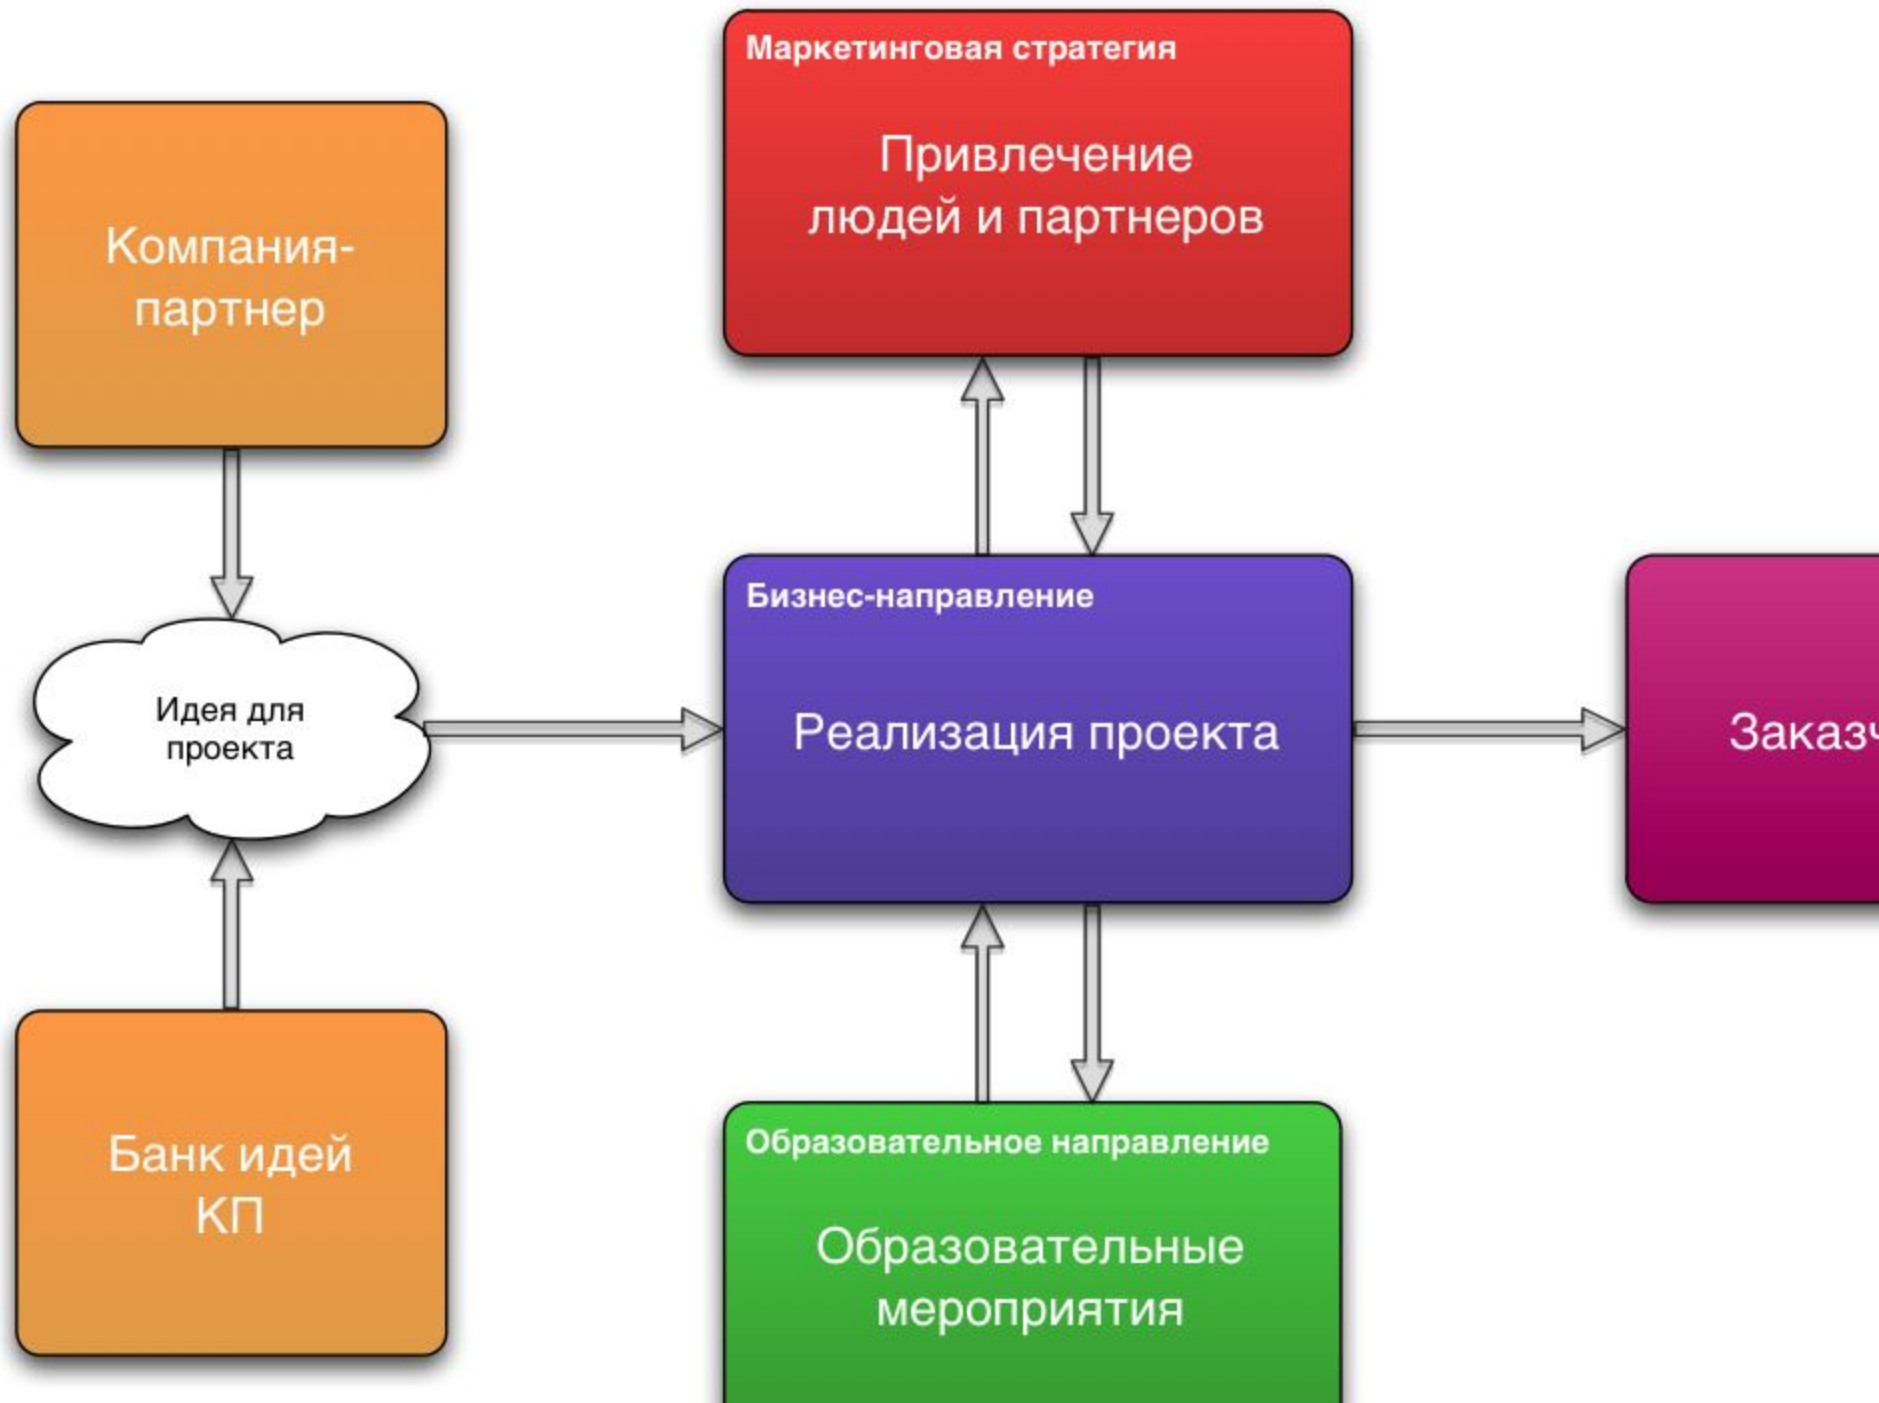 Маркетинговая стратегия
Привлечение
людей и партнеров
Компания-
партнер
Бизнес-направление
Идея для
проекта
Реализация проекта
Образовательное направление
Банк идей
КП
Образовательные
мероприятия